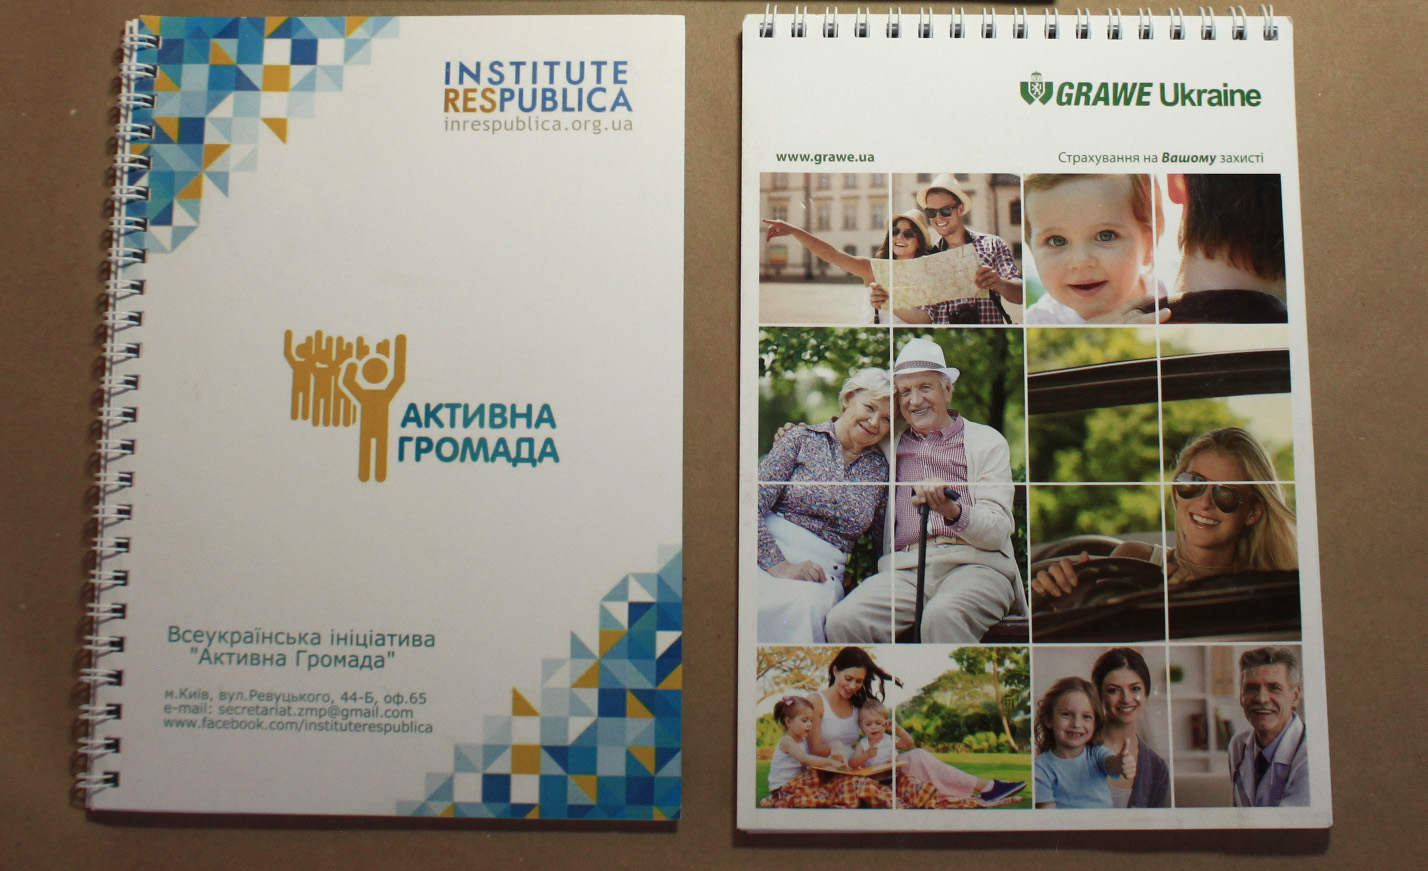 INSTITUTE
RESPUBLICA
inrespublica.org.ua
АКТИВНА
ГРОМАДА
Всеукраїнська ініціатива
"Активна Громада"
м.Київ, вул.Ревуцького, 44-Б, оф.65
e-mail: secretariat.zmp@gmail.com
www.facebook.com/instituterespublica
GRAWE Ukraine
www.grawe.ua
Страхування на Вашому захисті